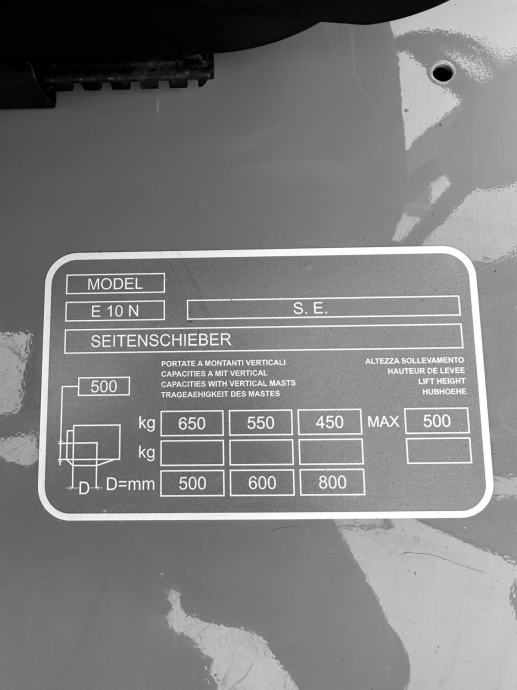 MODEL
E 10 N
S. E.
SEITENSCHIEBER
PORTATE A MONTANTI VERTICALI
CAPACITIES A MIT VERTICAL
CAPACITIES WITH VERTICAL MASTS
TRAGEAEHIGKEIT DES MASTES
ALTEZZA SOLLEVAMENTO
HAUTEUR DE LEVEE
LIFT HEIGHT
HUBHOEHE
500
kg 650 550 450 MAX 500
kg
D D=mm 500 600 800